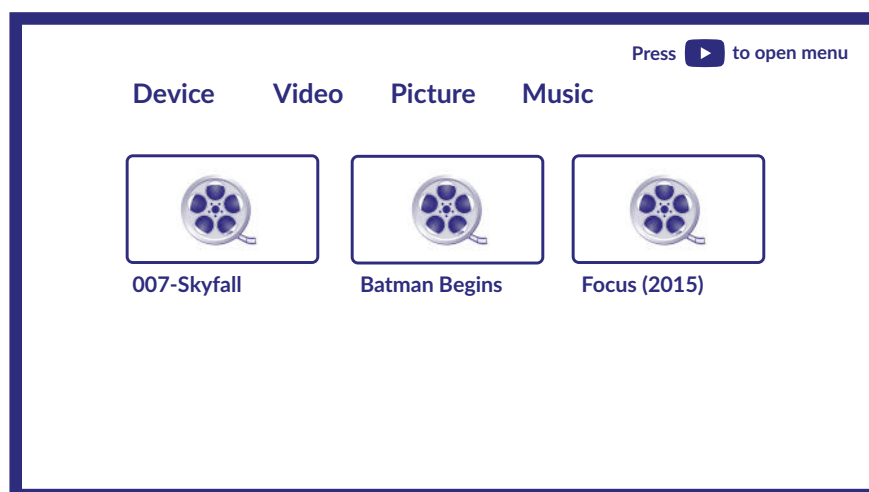 Press to open menu
Device Video Picture Music
007-Skyfall Batman Begins Focus (2015)